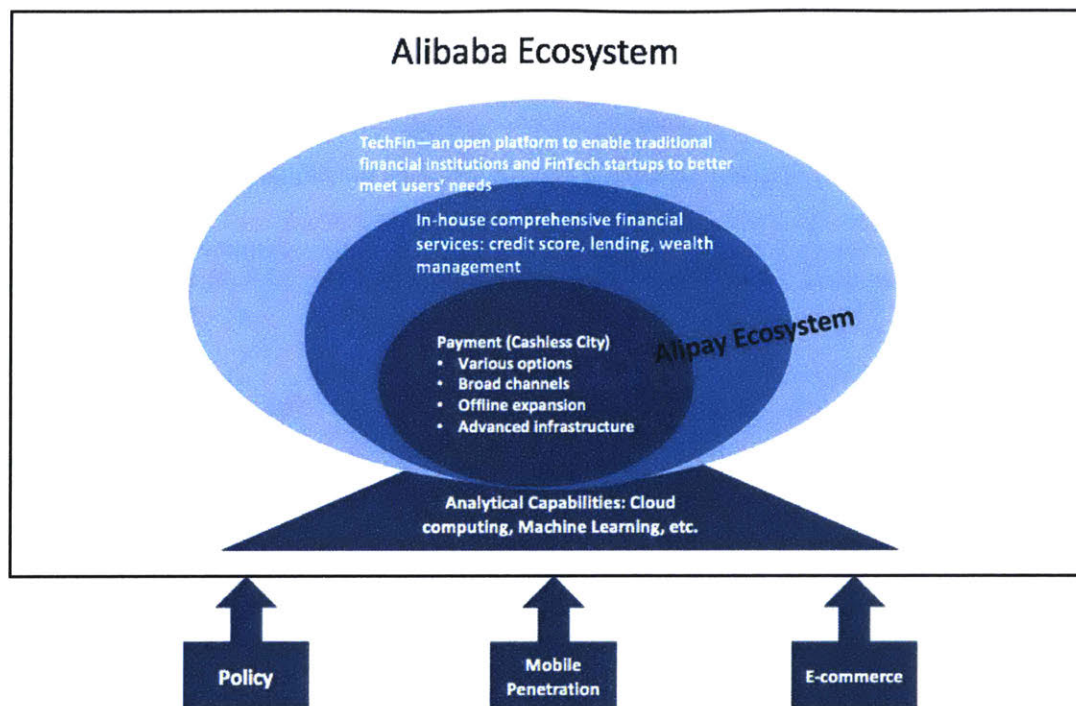 Alibaba Ecosystem
TechFin—an open platform to enable traditional
financial institutions and FinTech startups to better
meet users' needs
In-house comprehensive financial
services: credit score, lending, wealth
management
Alipay Ecosystem
Payment (Cashless City)
• Various options
• Broad channels
• Offline expansion
• Advanced infrastructure
Analytical Capabilities: Cloud
computing, Machine Learning, etc.
Policy
Mobile
Penetration
E-commerce